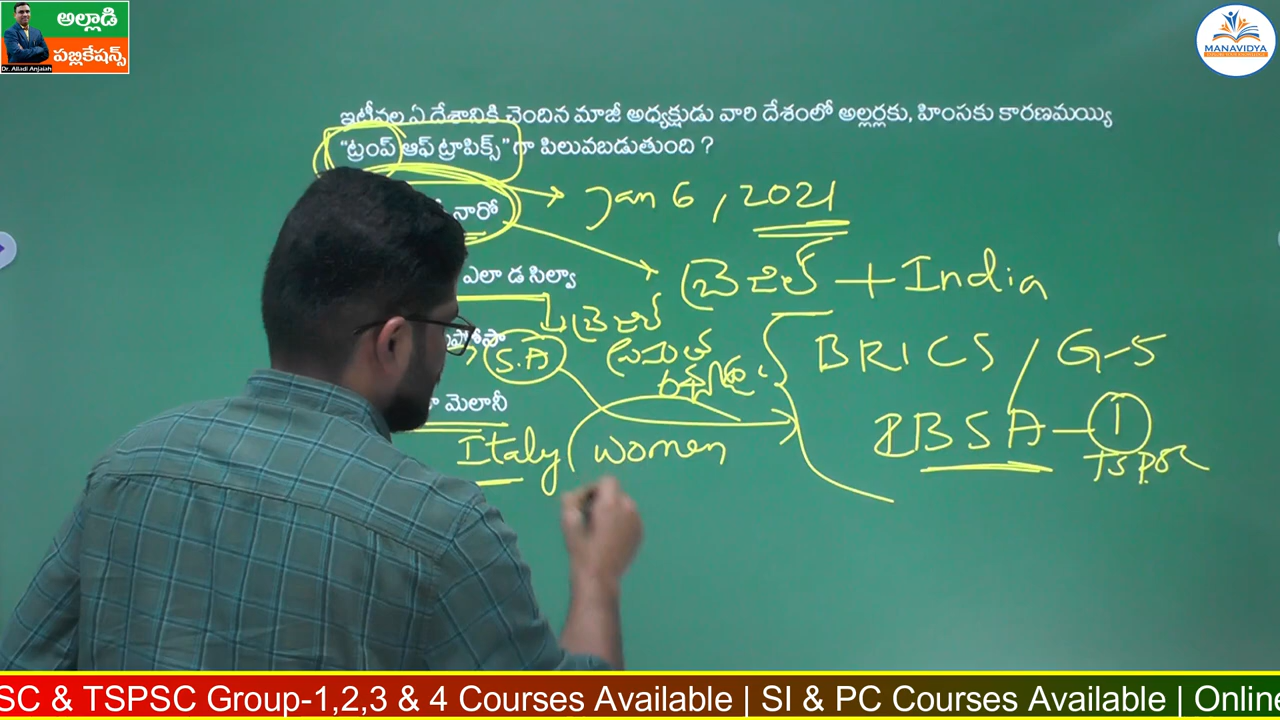 అల్లాడి
పబ్లికేషన్స్
Dr. Alladi Anjaiah
MANAVIDYA
ఇటీవల ఏ దేశానికి చెందిన మాజీ అధ్యక్షుడు వారి దేశంలో అల్లర్లకు, హింసకు కారణమయ్యి
"ట్రంప్ ఆఫ్ ట్రాపిక్స్" గా పిలువబడుతుంది ?
నారో
Jan 6, 2021
బ్రెజిల్ + India
ఎలా డ సిల్వా
బ్రెజిల్
S.A
BRICS / G-5
మెలానీ
IBSA - 1
TSPSC
Italy women
SC & TSPSC Group-1,2,3 & 4 Courses Available | SI & PC Courses Available | Online